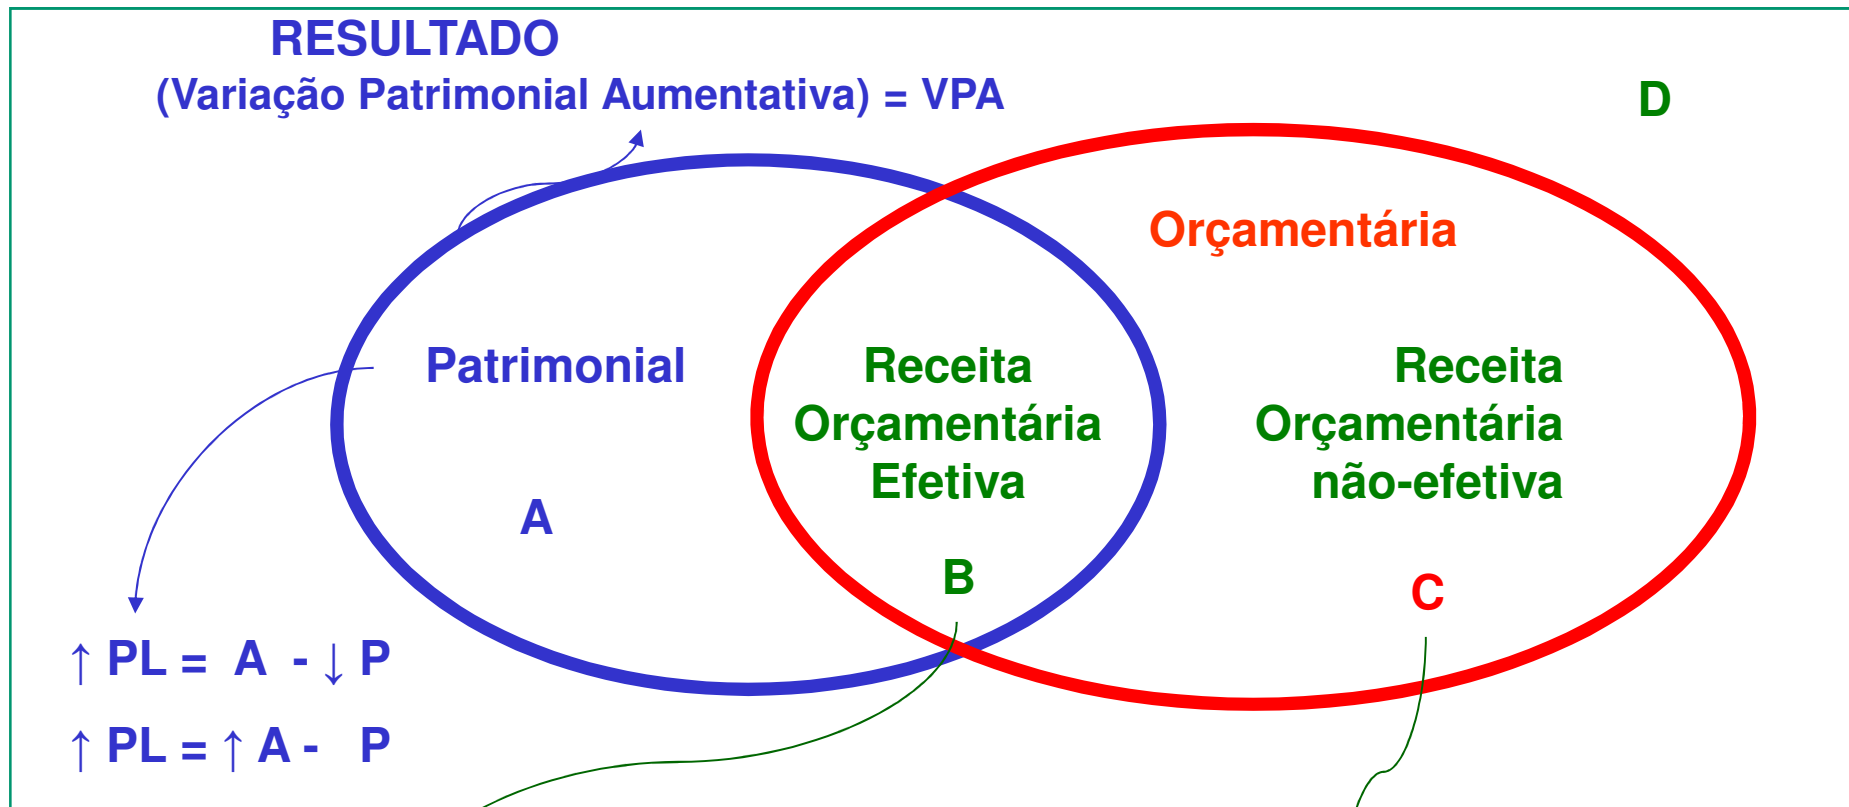 RESULTADO
(Variação Patrimonial Aumentativa) = VPA
D
Orçamentária
Patrimonial
Receita
Orçamentária
Efetiva
Receita
Orçamentária
não-efetiva
A
B
C
↑ PL = A - ↓ P
↑ PL = ↑ A - P